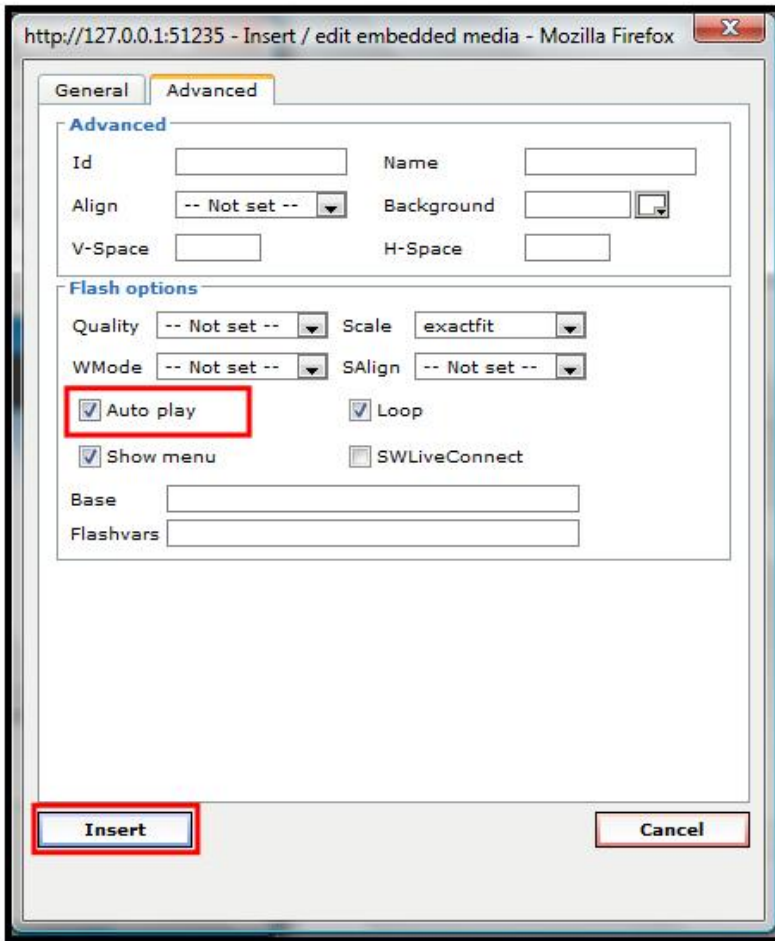 http://127.0.0.1:51235 - Insert / edit embedded media - Mozilla Firefox
General Advanced
Advanced
Id Name
Align -- Not set -- Background
V-Space H-Space
Flash options
Quality -- Not set -- Scale exactfit
WMode -- Not set -- SAlign -- Not set --
Auto play Loop
Show menu SWLiveConnect
Base
Flashvars
Insert Cancel